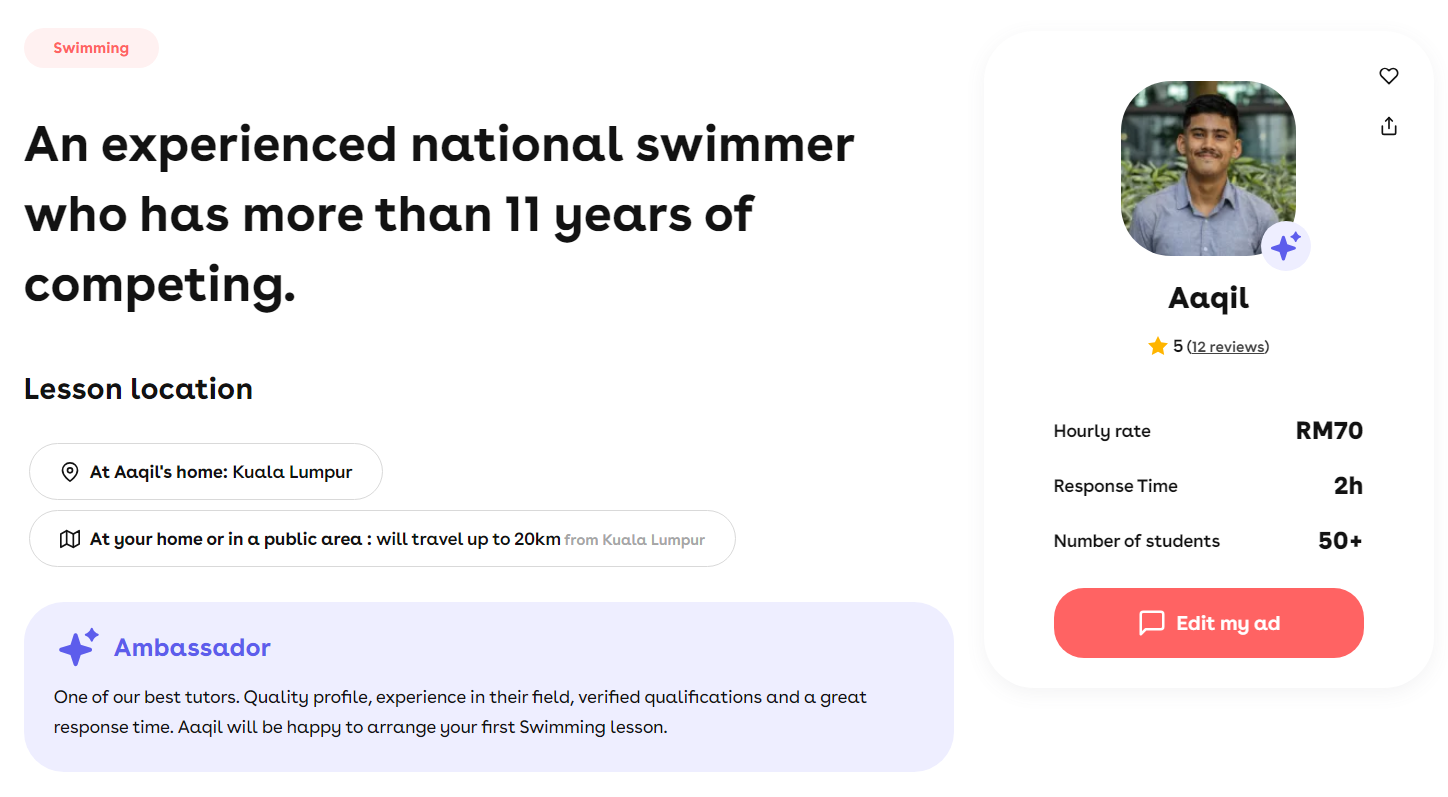 Swimming
An experienced national swimmer
who has more than 11 years of
competing.
Lesson location
At Aaqil's home: Kuala Lumpur
At your home or in a public area : will travel up to 20km from Kuala Lumpur
Ambassador
One of our best tutors. Quality profile, experience in their field, verified qualifications and a great
response time. Aaqil will be happy to arrange your first Swimming lesson.
Aaqil
5 (12 reviews)
Hourly rate RM70
Response Time 2h
Number of students 50+
Edit my ad